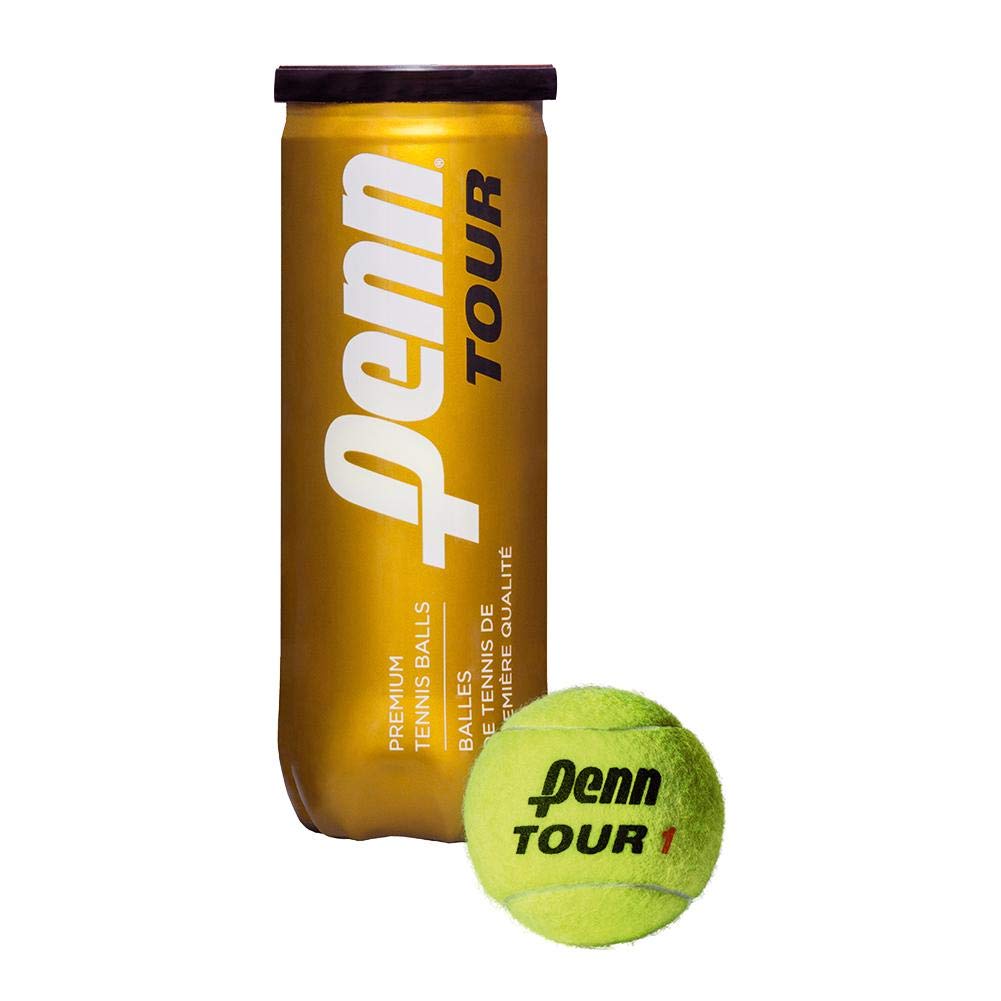 Penn®
TOUR
PREMIUM
TENNIS BALLS
BALLES
DE TENNIS DE
PREMIÈRE QUALITÉ
Penn
TOUR 1